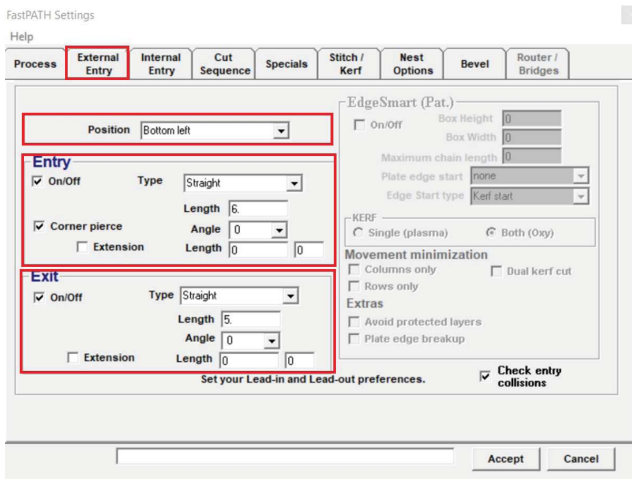 FastPATH Settings
Help
Process
External Entry
Internal Entry
Cut Sequence
Specials
Stitch / Kerf
Nest Options
Bevel
Router / Bridges
Position Bottom left
Entry
On/Off Type Straight
Length 6.
Corner pierce Angle 0
Extension Length 0 0
Exit
On/Off Type Straight
Length 5.
Angle 0
Extension Length 0 0
EdgeSmart (Pat.)
On/Off Box Height 0
Box Width 0
Maximum chain length 0
Plate edge start none
Edge Start type Kerf start
KERF
Single (plasma) Both (Oxy)
Movement minimization
Columns only Dual kerf cut
Rows only
Extras
Avoid protected layers
Plate edge breakup
Set your Lead-in and Lead-out preferences.
Check entry
collisions
Accept Cancel